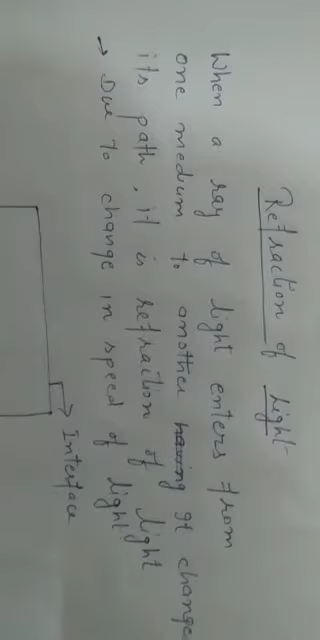 Refraction of light
When a ray of light enters from
one medium to another having gt change
its path, it is refraction of light
→ Due to change in speed of light
→ Interface